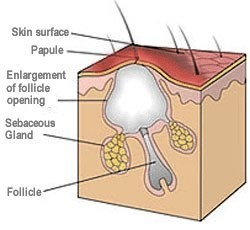 Skin surface
Papule
Enlargement
of follicle
opening
Sebaceous
Gland
Follicle